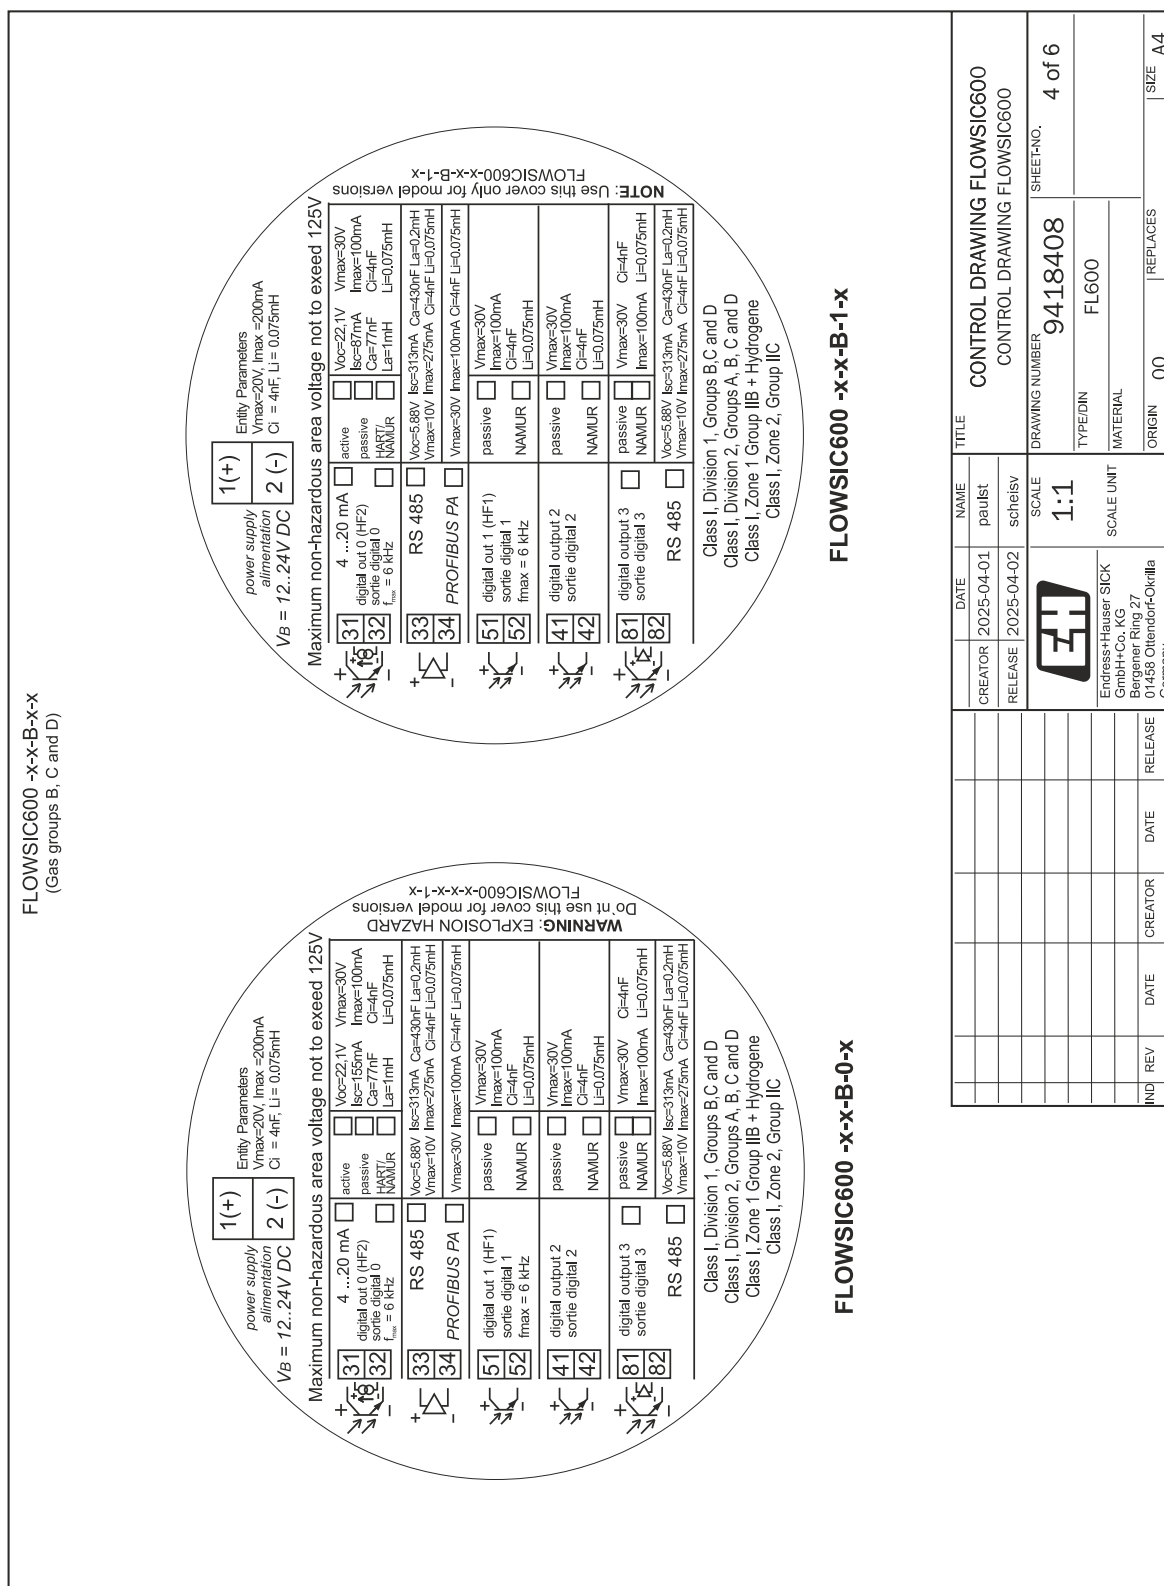 FLOWSIC600 -x-x-B-x-x
(Gas groups B, C and D)
power supply
alimentation
VB = 12..24V DC
1(+)
2 (-)
Entity Parameters
Vmax=20V, Imax =200mA
Ci = 4nF, Li = 0.075mH
Maximum non-hazardous area voltage not to exeed 125V
31
32
4 ...20 mA
digital out 0 (HF2)
sortie digital 0
fmax = 6 kHz
active
passive
HART/
NAMUR
Voc=22,1V
Isc=155mA
Ca=77nF
La=1mH
Vmax=30V
Imax=100mA
Ci=4nF
Li=0.075mH
33
34
RS 485
PROFIBUS PA
Voc=5.88V Isc=313mA Ca=430nF La=0.2mH
Vmax=10V Imax=275mA Ci=4nF Li=0.075mH
Vmax=30V Imax=100mA Ci=4nF Li=0.075mH
51
52
digital out 1 (HF1)
sortie digital 1
fmax = 6 kHz
passive
NAMUR
Vmax=30V
Imax=100mA
Ci=4nF
Li=0.075mH
41
42
digital output 2
sortie digital 2
passive
NAMUR
Vmax=30V
Imax=100mA
Ci=4nF
Li=0.075mH
81
82
digital output 3
sortie digital 3
passive
NAMUR
Vmax=30V Ci=4nF
Imax=100mA Li=0.075mH
RS 485
Voc=5.88V Isc=313mA Ca=430nF La=0.2mH
Vmax=10V Imax=275mA Ci=4nF Li=0.075mH
Class I, Division 1, Groups B,C and D
Class I, Division 2, Groups A, B, C and D
Class I, Zone 1 Group IIB + Hydrogene
Class I, Zone 2, Group IIC
WARNING: EXPLOSION HAZARD
Do`nt use this cover for model versions
FLOWSIC600-x-x-x-1-x
FLOWSIC600 -x-x-B-0-x
power supply
alimentation
VB = 12..24V DC
1(+)
2 (-)
Entity Parameters
Vmax=20V, Imax =200mA
Ci = 4nF, Li = 0.075mH
Maximum non-hazardous area voltage not to exeed 125V
31
32
4 ...20 mA
digital out 0 (HF2)
sortie digital 0
fmax = 6 kHz
active
passive
HART/
NAMUR
Voc=22,1V
Isc=87mA
Ca=77nF
La=1mH
Vmax=30V
Imax=100mA
Ci=4nF
Li=0.075mH
33
34
RS 485
PROFIBUS PA
Voc=5.88V Isc=313mA Ca=430nF La=0.2mH
Vmax=10V Imax=275mA Ci=4nF Li=0.075mH
Vmax=30V Imax=100mA Ci=4nF Li=0.075mH
51
52
digital out 1 (HF1)
sortie digital 1
fmax = 6 kHz
passive
NAMUR
Vmax=30V
Imax=100mA
Ci=4nF
Li=0.075mH
41
42
digital output 2
sortie digital 2
passive
NAMUR
Vmax=30V
Imax=100mA
Ci=4nF
Li=0.075mH
81
82
digital output 3
sortie digital 3
passive
NAMUR
Vmax=30V Ci=4nF
Imax=100mA Li=0.075mH
RS 485
Voc=5.88V Isc=313mA Ca=430nF La=0.2mH
Vmax=10V Imax=275mA Ci=4nF Li=0.075mH
Class I, Division 1, Groups B,C and D
Class I, Division 2, Groups A, B, C and D
Class I, Zone 1 Group IIB + Hydrogene
Class I, Zone 2, Group IIC
NOTE: Use this cover only for model versions
FLOWSIC600-x-x-B-1-x
FLOWSIC600 -x-x-B-1-x
IND REV DATE CREATOR DATE RELEASE
DATE NAME
CREATOR 2025-04-01 paulst
RELEASE 2025-04-02 scheisv
EH
Endress+Hauser SICK
GmbH+Co. KG
Bergener Ring 27
01458 Ottendorf-Okrilla
Germany
SCALE
1:1
SCALE UNIT
TITLE
CONTROL DRAWING FLOWSIC600
CONTROL DRAWING FLOWSIC600
DRAWING NUMBER
9418408
SHEET-NO.
4 of 6
TYPE/DIN
FL600
MATERIAL
ORIGIN 00
REPLACES
SIZE A4